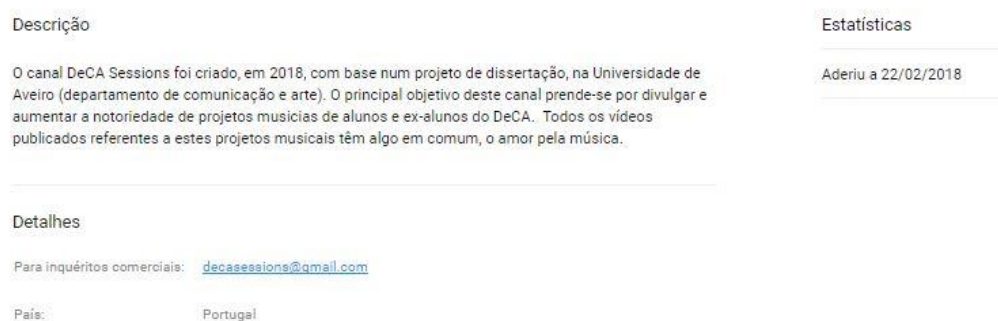 Descrição
O canal DeCA Sessions foi criado, em 2018, com base num projeto de dissertação, na Universidade de
Aveiro (departamento de comunicação e arte). O principal objetivo deste canal prende-se por divulgar e
aumentar a notoriedade de projetos musicias de alunos e ex-alunos do DeCA.  Todos os vídeos
publicados referentes a estes projetos musicais têm algo em comum, o amor pela música.
Detalhes
Para inquéritos comerciais: decasessions@gmail.com
País: Portugal
Estatísticas
Aderiu a 22/02/2018